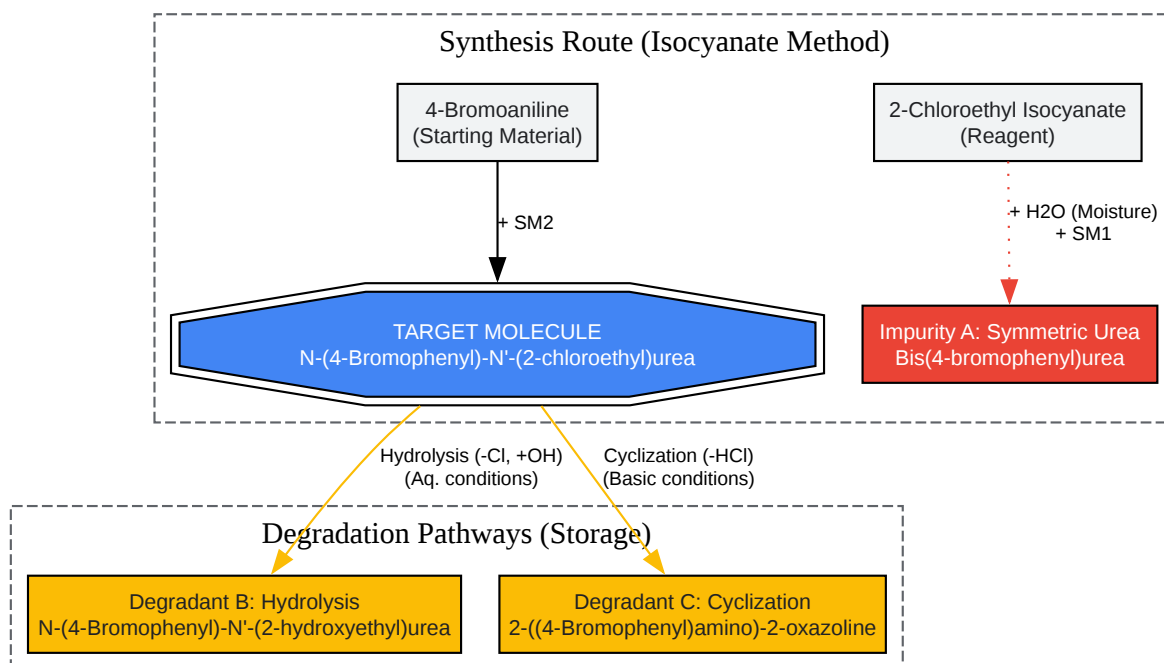 Synthesis Route (Isocyanate Method)
4-Bromoaniline
(Starting Material)
2-Chloroethyl Isocyanate
(Reagent)
+ SM2
+ H2O (Moisture)
+ SM1
TARGET MOLECULE
N-(4-Bromophenyl)-N'-(2-chloroethyl)urea
Impurity A: Symmetric Urea
Bis(4-bromophenyl)urea
Hydrolysis (-Cl, +OH)
(Aq. conditions)
Cyclization (-HCl)
(Basic conditions)
Degradation Pathways (Storage)
Degradant B: Hydrolysis
N-(4-Bromophenyl)-N'-(2-hydroxyethyl)urea
Degradant C: Cyclization
2-((4-Bromophenyl)amino)-2-oxazoline